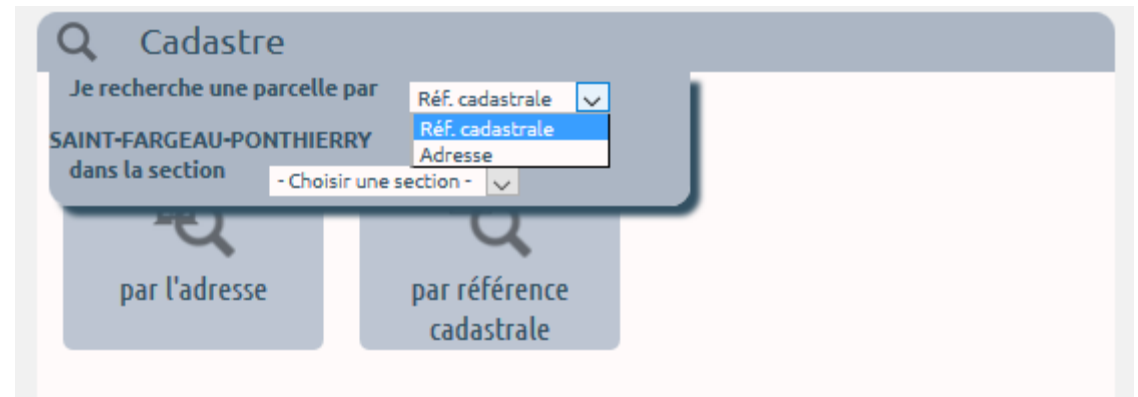 Cadastre
Je recherche une parcelle par Réf. cadastrale
Réf. cadastrale
Adresse
SAINT-FARGEAU-PONTHIERRY
dans la section - Choisir une section -
par l'adresse
par référence
cadastrale